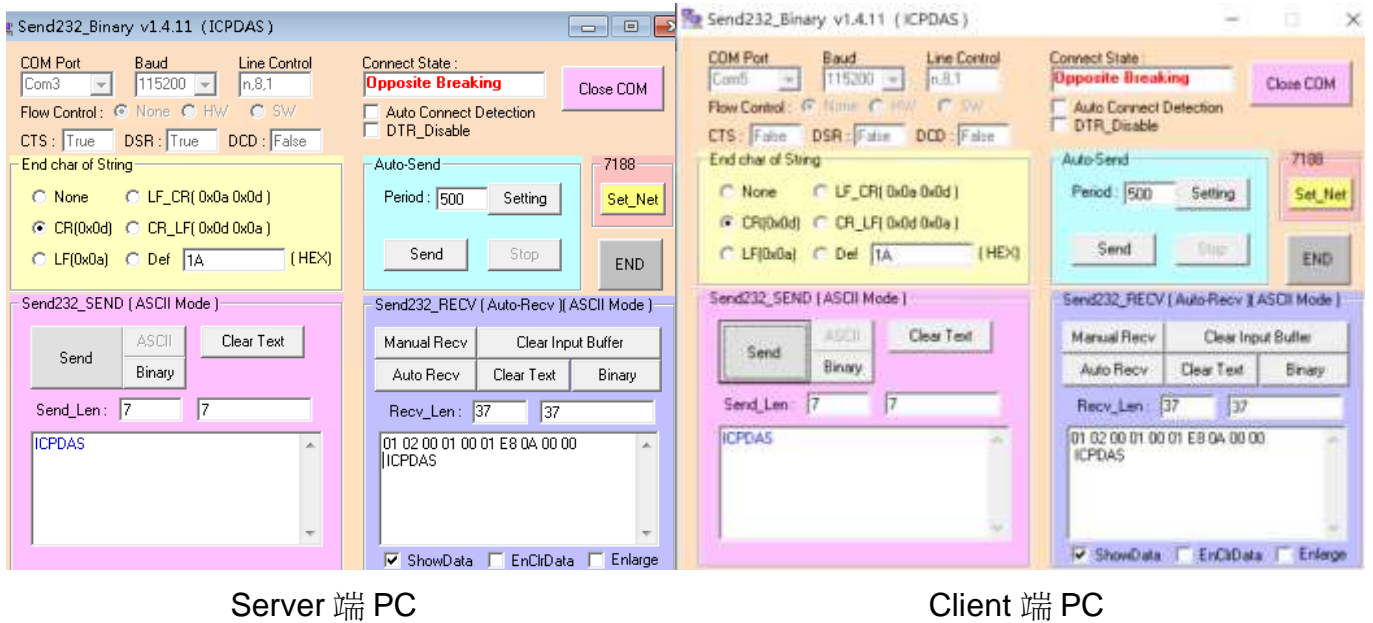 Send232_Binary v1.4.11 (ICPDAS)
COM Port Baud Line Control
Com3 115200 n,8,1
Flow Control : None HW SW
CTS : True DSR : True DCD : False
Connect State :
Opposite Breaking
Auto Connect Detection
DTR_Disable
Close COM
End char of String
None LF_CR( 0x0a 0x0d )
CR(0x0d) CR_LF( 0x0d 0x0a )
LF(0x0a) Def 1A (HEX)
Auto-Send
Period : 500 Setting
Send Stop
7188
Set_Net
END
Send232_SEND ( ASCII Mode )
Send ASCII Clear Text
Binary
Send_Len : 7 7
ICPDAS
Send232_RECV ( Auto-Recv )( ASCII Mode )
Manual Recv Clear Input Buffer
Auto Recv Clear Text Binary
Recv_Len : 37 37
01 02 00 01 00 01 E8 0A 00 00
ICPDAS
ShowData EnClrData Enlarge
Server 端 PC
Send232_Binary v1.4.11 (ICPDAS)
COM Port Baud Line Control
Com5 115200 n,8,1
Flow Control : None HW SW
CTS : False DSR : False DCD : False
Connect State :
Opposite Breaking
Auto Connect Detection
DTR_Disable
Close COM
End char of String
None LF_CR( 0x0a 0x0d )
CR(0x0d) CR_LF( 0x0d 0x0a )
LF(0x0a) Def 1A (HEX)
Auto-Send
Period : 500 Setting
Send Stop
7188
Set_Net
END
Send232_SEND ( ASCII Mode )
Send ASCII Clear Text
Binary
Send_Len : 7 7
ICPDAS
Send232_RECV ( Auto-Recv )( ASCII Mode )
Manual Recv Clear Input Buffer
Auto Recv Clear Text Binary
Recv_Len : 37 37
01 02 00 01 00 01 E8 0A 00 00
ICPDAS
ShowData EnClrData Enlarge
Client 端 PC